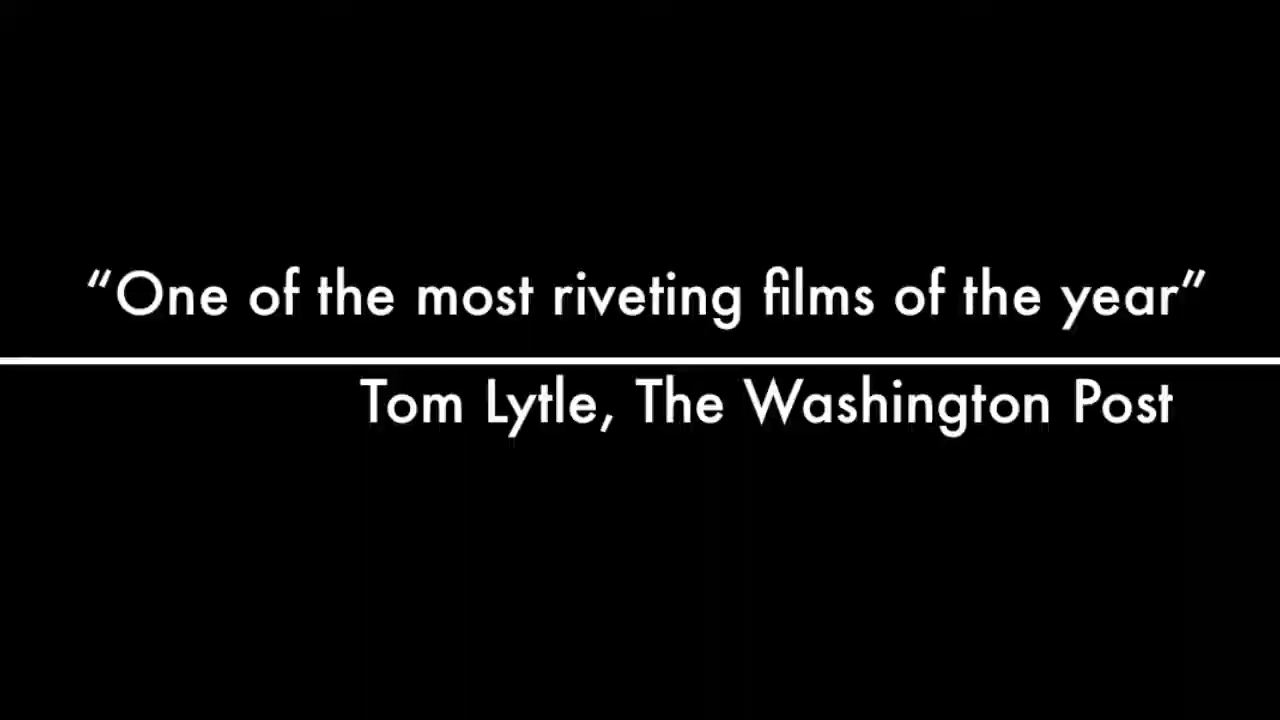 “One of the most riveting films of the year”
Tom Lytle, The Washington Post